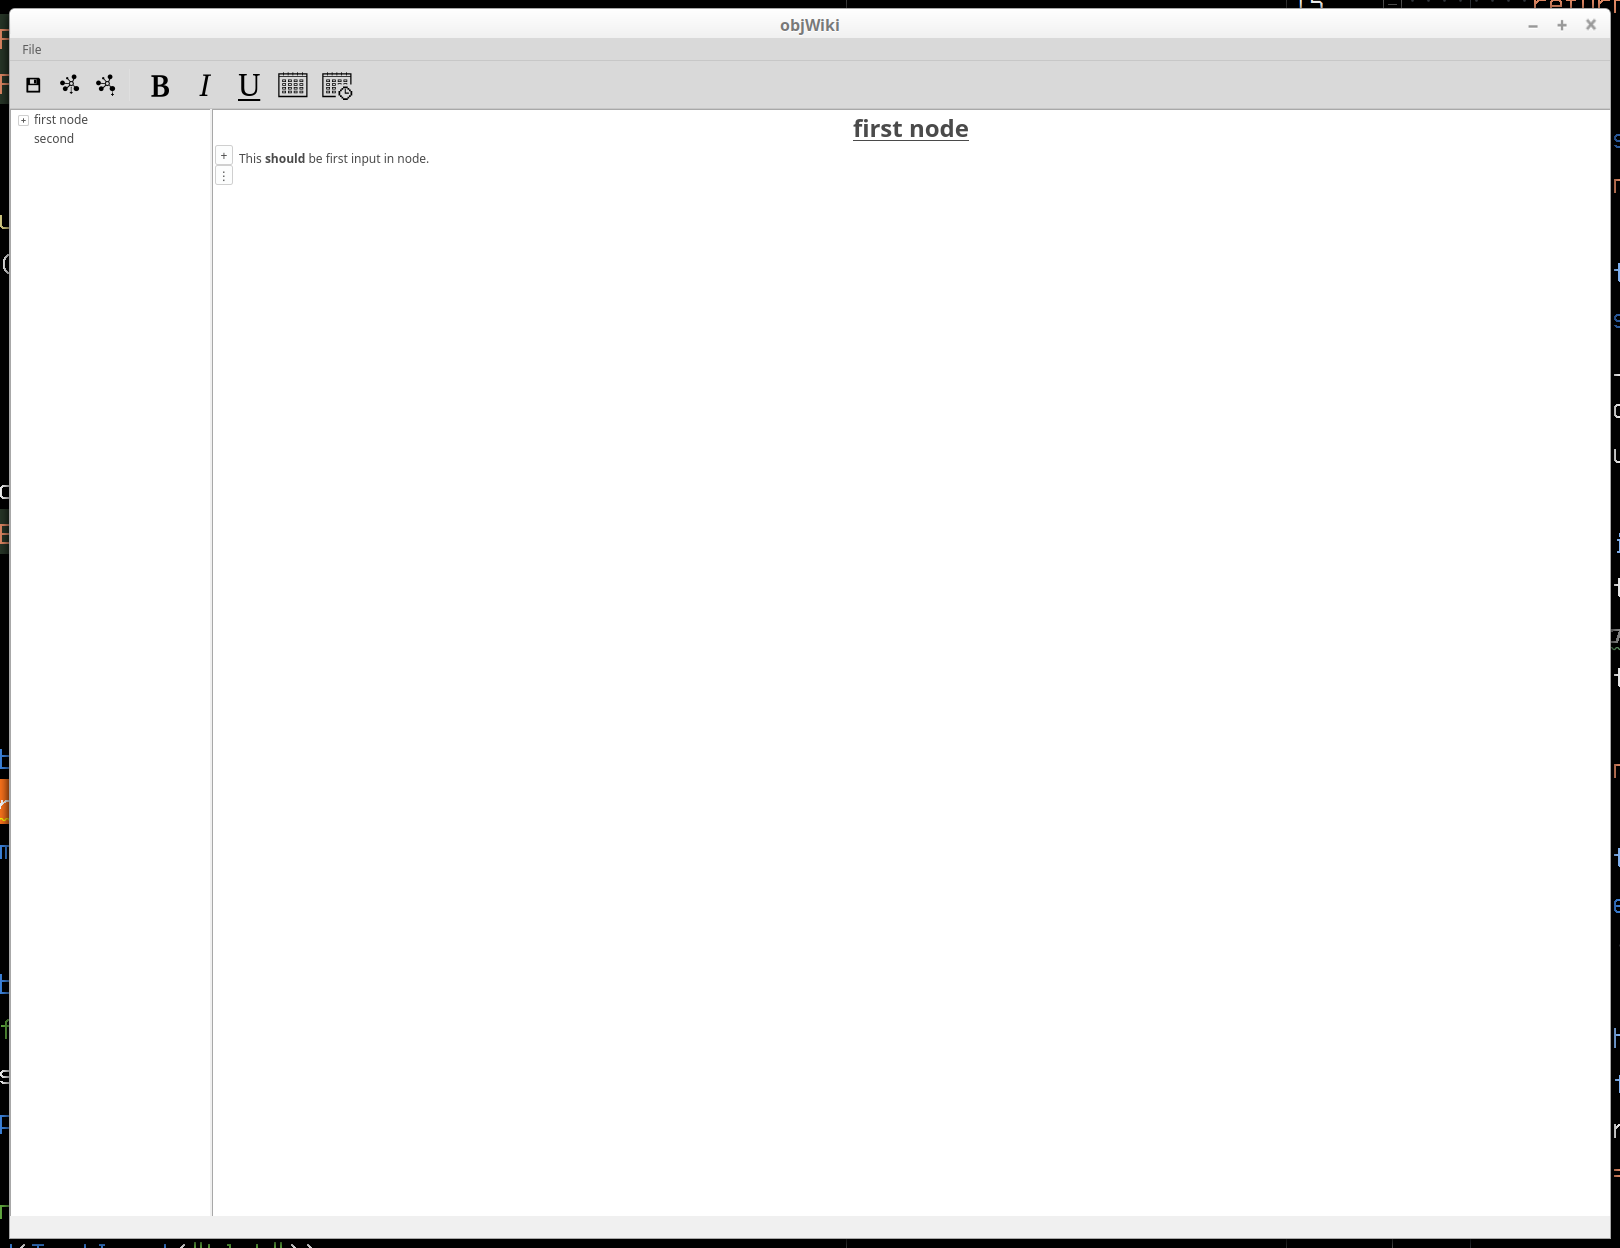 objWiki
File
B I U
first node
second
first node
This should be first input in node.